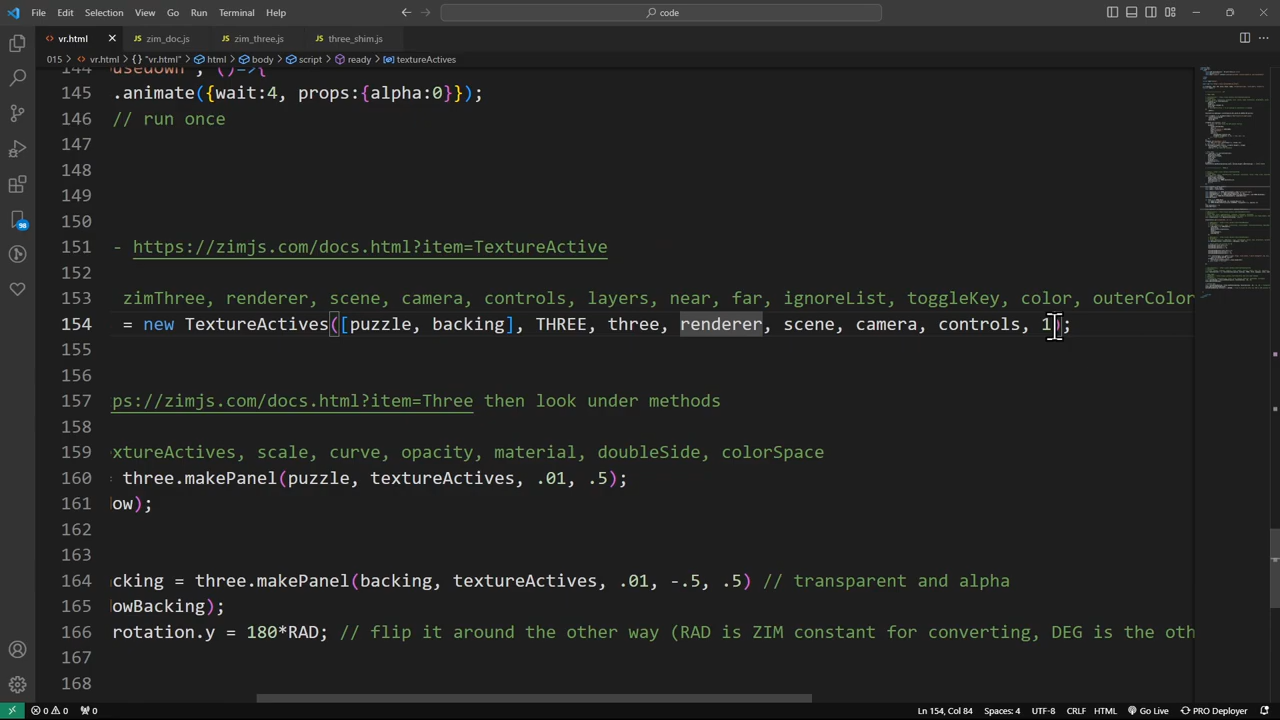 File Edit Selection View Go Run Terminal Help
code
vr.html zim_doc.js zim_three.js three_shim.js
015 vr.html {} "vr.html" html body script ready textureActives
144 usedown", ()=>{
145 .animate({wait:4, props:{alpha:0}});
146 // run once
147
148
149
150
151 - https://zimjs.com/docs.html?item=TextureActive
152
153 zimThree, renderer, scene, camera, controls, layers, near, far, ignoreList, toggleKey, color, outerColor
154 = new TextureActives([puzzle, backing], THREE, three, renderer, scene, camera, controls, 1);
155
156
157 ps://zimjs.com/docs.html?item=Three then look under methods
158
159 xtureActives, scale, curve, opacity, material, doubleSide, colorSpace
160 = three.makePanel(puzzle, textureActives, .01, .5);
161 ow);
162
163
164 cking = three.makePanel(backing, textureActives, .01, -.5, .5) // transparent and alpha
165 owBacking);
166 rotation.y = 180*RAD; // flip it around the other way (RAD is ZIM constant for converting, DEG is the oth
167
168
98
0 0 0 Ln 154, Col 84 Spaces: 4 UTF-8 CRLF HTML Go Live PRO Deployer